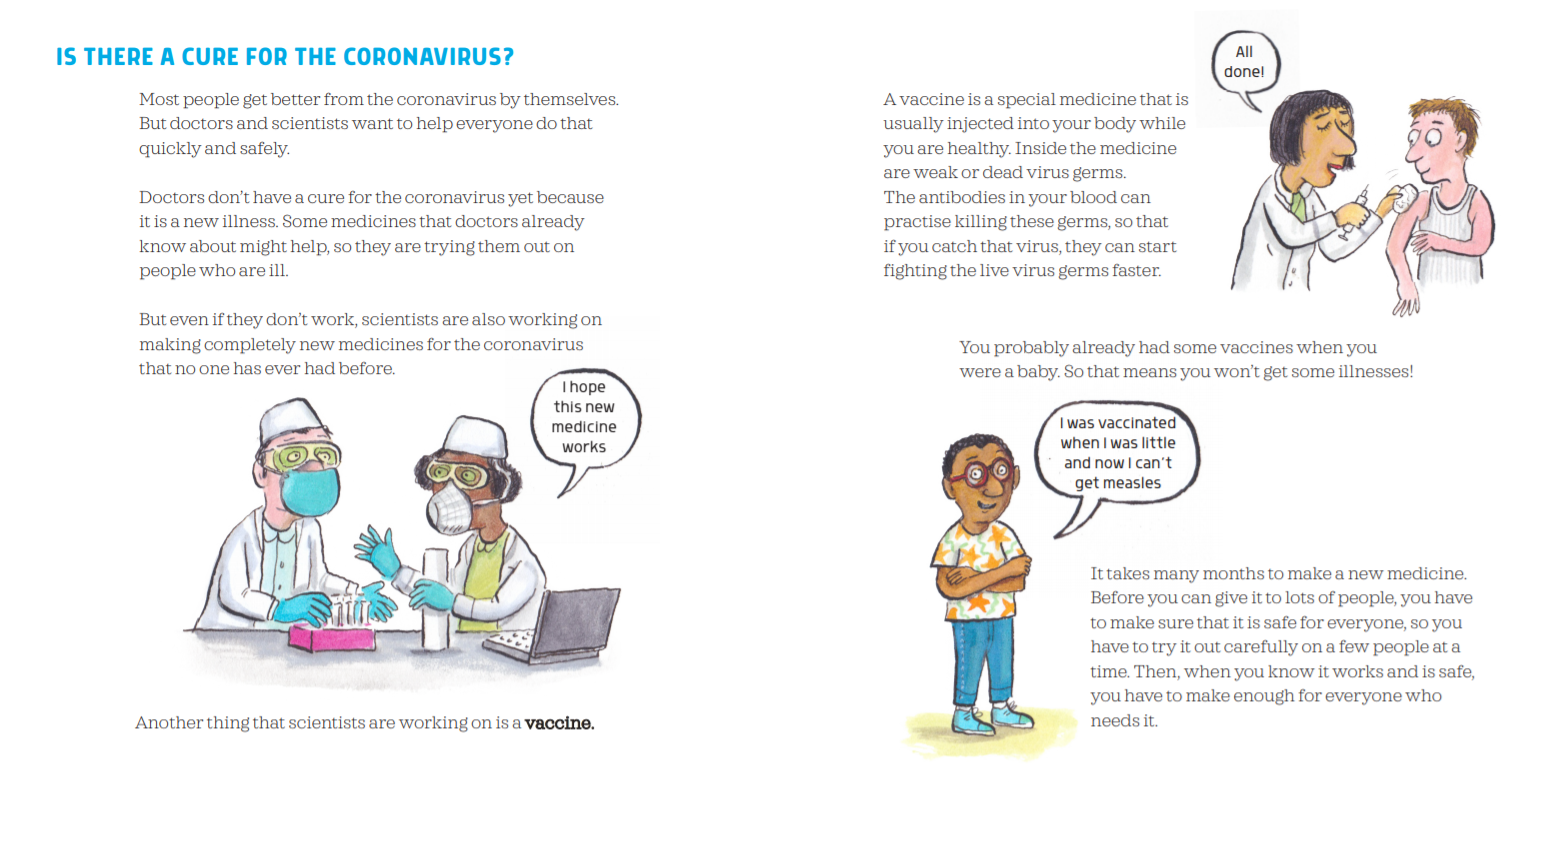 IS THERE A CURE FOR THE CORONAVIRUS?
Most people get better from the coronavirus by themselves.
But doctors and scientists want to help everyone do that
quickly and safely.
Doctors don't have a cure for the coronavirus yet because
it is a new illness. Some medicines that doctors already
know about might help, so they are trying them out on
people who are ill.
But even if they don't work, scientists are also working on
making completely new medicines for the coronavirus
that no one has ever had before.
I hope
this new
medicine
works
Another thing that scientists are working on is a vaccine.
All
done!
A vaccine is a special medicine that is
usually injected into your body while
you are healthy. Inside the medicine
are weak or dead virus germs.
The antibodies in your blood can
practise killing these germs, so that
if you catch that virus, they can start
fighting the live virus germs faster.
You probably already had some vaccines when you
were a baby. So that means you won't get some illnesses!
I was vaccinated
when I was little
and now I can't
get measles
It takes many months to make a new medicine.
Before you can give it to lots of people, you have
to make sure that it is safe for everyone, so you
have to try it out carefully on a few people at a
time. Then, when you know it works and is safe,
you have to make enough for everyone who
needs it.